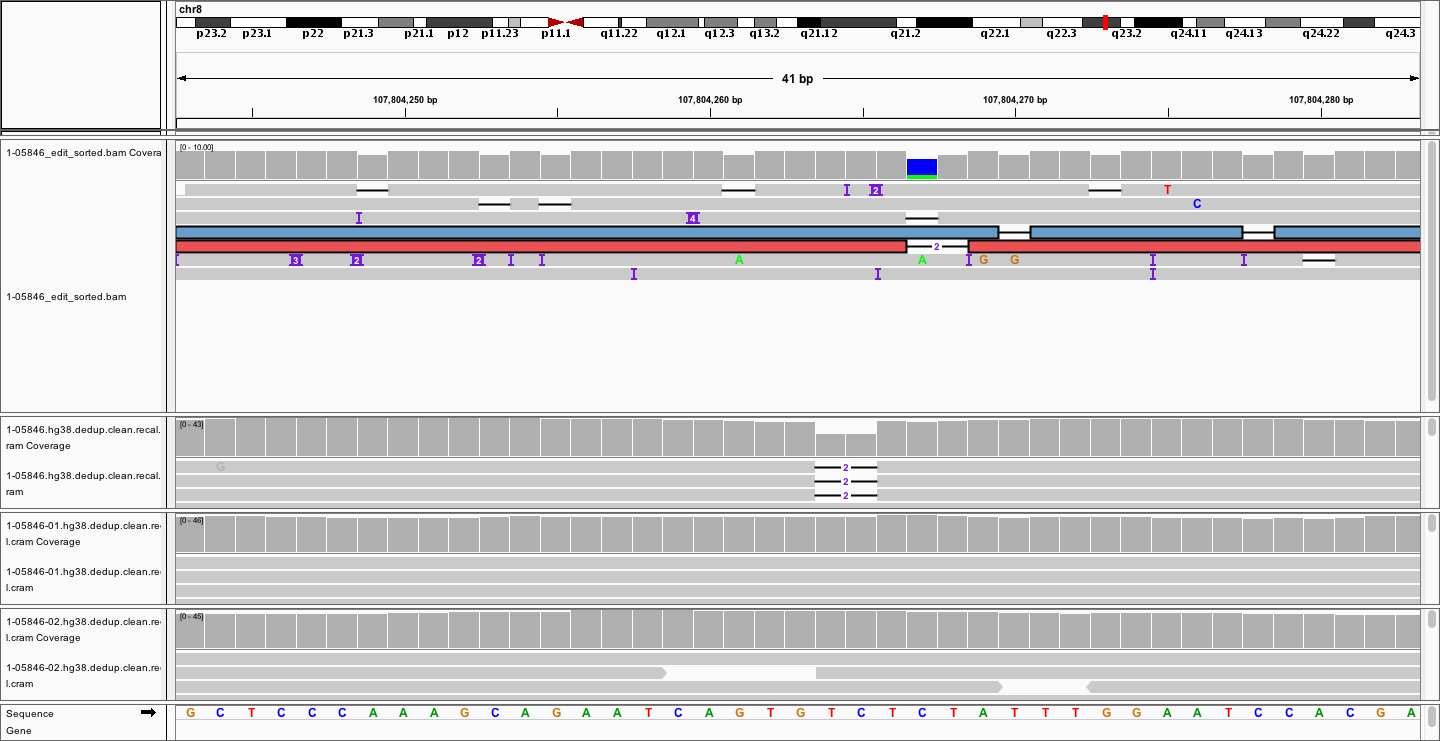 chr8
p23.2 p23.1 p22 p21.3 p21.1 p12 p11.23 p11.1 q11.22 q12.1 q12.3 q13.2 q21.12 q21.2 q22.1 q22.3 q23.2 q24.11 q24.13 q24.22 q24.3
41 bp
107,804,250 bp 107,804,260 bp 107,804,270 bp 107,804,280 bp
1-05846_edit_sorted.bam Covera
[0 - 10.00]
2 T
C
4
2
3 2 2 A A G G
1-05846_edit_sorted.bam
1-05846.hg38.dedup.clean.recal.
ram Coverage
[0 - 43]
1-05846.hg38.dedup.clean.recal.
ram
G 2
2
2
1-05846-01.hg38.dedup.clean.re
l.cram Coverage
[0 - 46]
1-05846-01.hg38.dedup.clean.re
l.cram
1-05846-02.hg38.dedup.clean.re
l.cram Coverage
[0 - 45]
1-05846-02.hg38.dedup.clean.re
l.cram
Sequence G C T C C C A A A G C A G A A T C A G T G T C T C T A T T T G G A A T C C A C G A
Gene